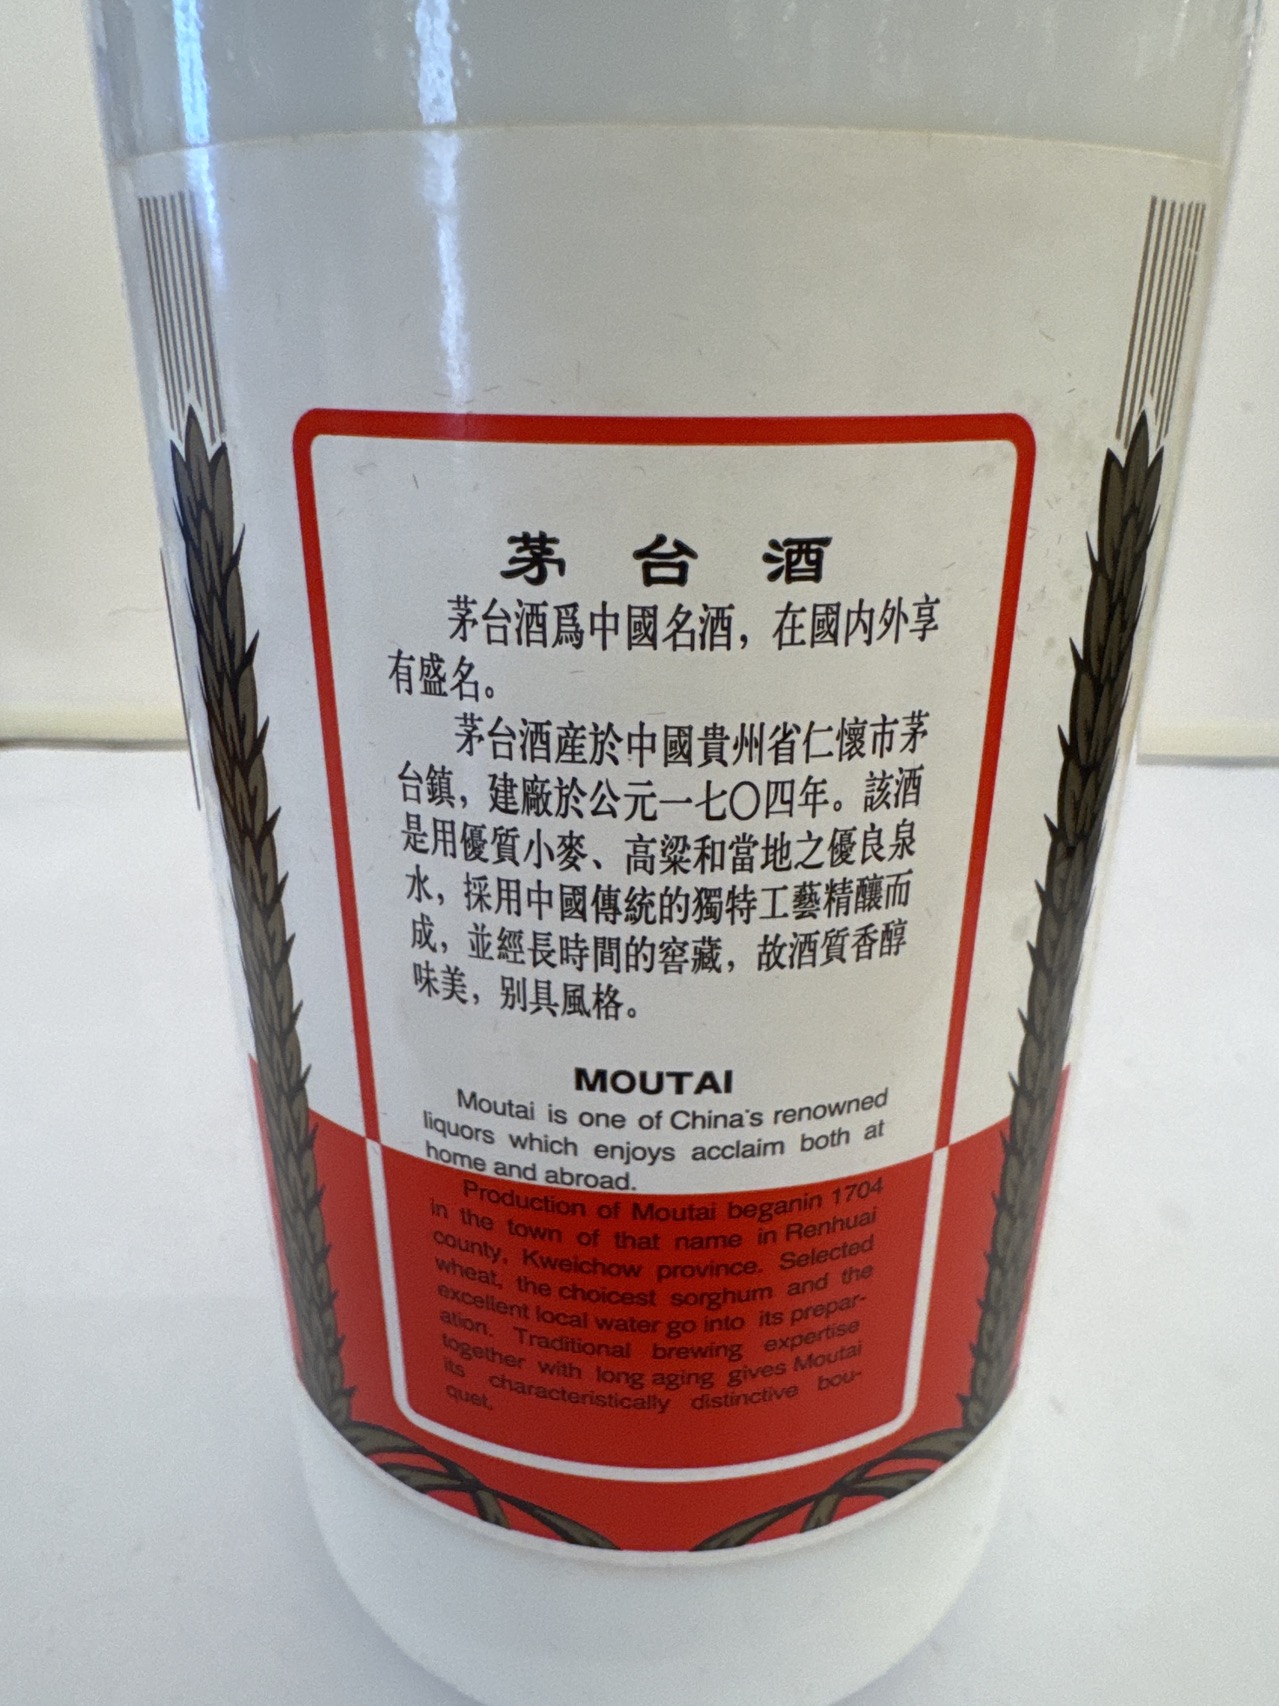 茅台酒
茅台酒爲中國名酒，在國内外享
有盛名。
茅台酒産於中國貴州省仁懷市茅
台鎮，建廠於公元一七〇四年。該酒
是用優質小麥、高粱和當地之優良泉
水，採用中國傳統的獨特工藝精釀而
成，並經長時間的窖藏，故酒質香醇
味美，别具風格。
MOUTAI
Moutai is one of China's renowned
liquors which enjoys acclaim both at
home and abroad.
Production of Moutai beganin 1704
in the town of that name in Renhuai
county, Kweichow province. Selected
wheat, the choicest sorghum and the
excellent local water go into its prepar-
ation. Traditional brewing expertise
together with long aging gives Moutai
its characteristically distinctive bou-
quet.